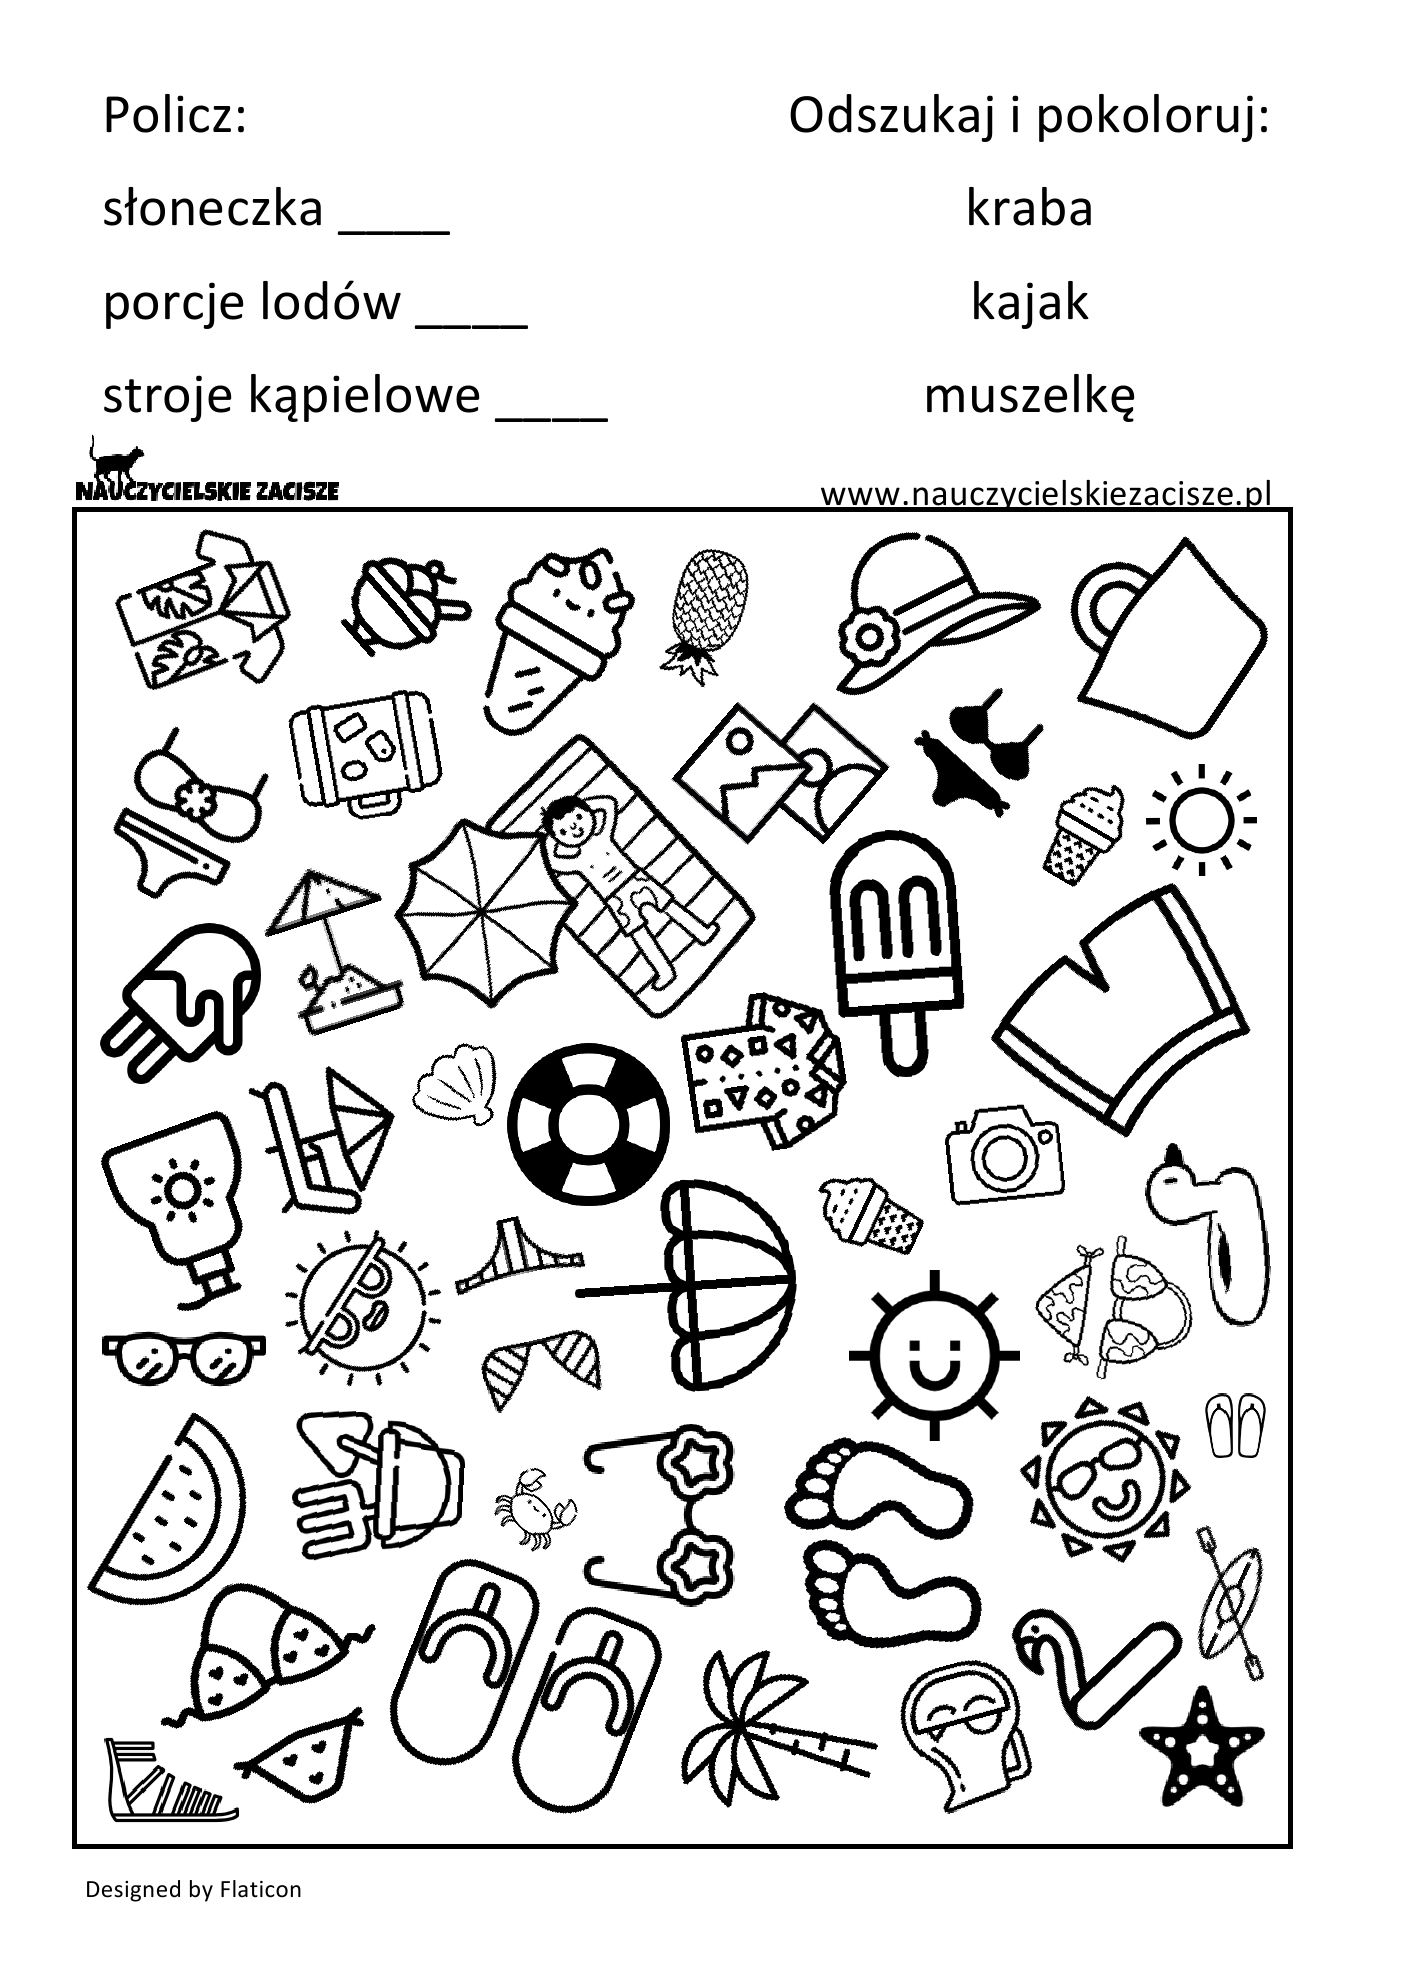 Policz:
słoneczka ____
porcje lodów ____
stroje kąpielowe ____
Odszukaj i pokoloruj:
kraba
kajak
muszelkę
NAUCZYCIELSKIE ZACISZE
www.nauczycielskiezacisze.pl
Designed by Flaticon